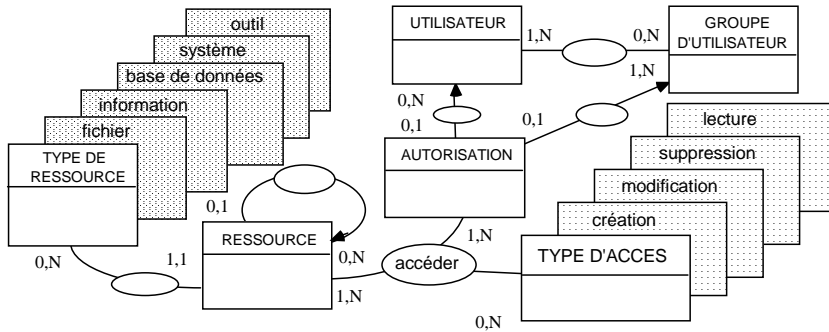 outil
système
base de données
information
fichier
TYPE DE
RESSOURCE
UTILISATEUR
1,N
0,N
GROUPE
D'UTILISATEUR
1,N
0,N
0,1
0,1
AUTORISATION
lecture
suppression
modification
création
TYPE D'ACCES
0,1
RESSOURCE
0,N
1,N
accéder
1,N
0,N
1,1
0,N